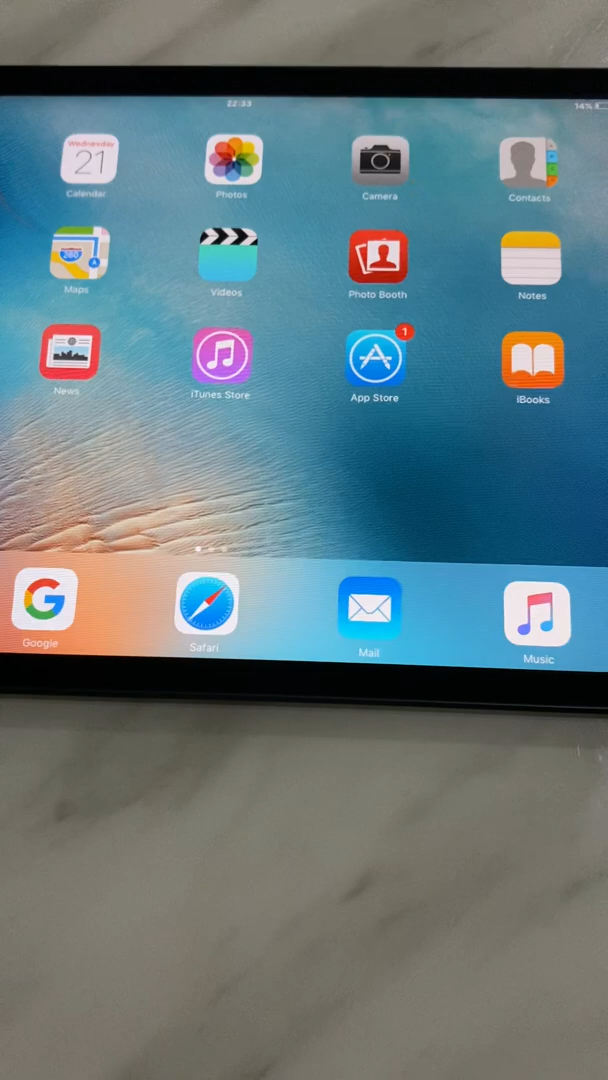 22:33 14%
Wednesday
21
Calendar Photos Camera Contacts
280
Maps Videos Photo Booth Notes
1
News iTunes Store App Store iBooks
G
Google Safari Mail Music